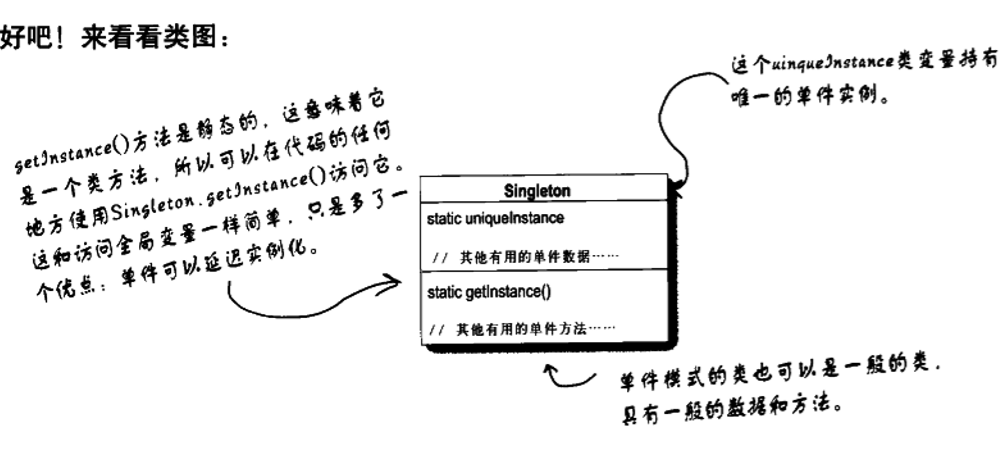 好吧！来看看类图：
这个uinqueInstance类变量持有
唯一的单件实例。
getInstance()方法是静态的，这意味着它
是一个类方法，所以可以在代码的任何
地方使用Singleton.getInstance()访问它。
这和访问全局变量一样简单，只是多了一
个优点：单件可以延迟实例化。
Singleton
static uniqueInstance
// 其他有用的单件数据……
static getInstance()
// 其他有用的单件方法……
单件模式的类也可以是一般的类，
具有一般的数据和方法。